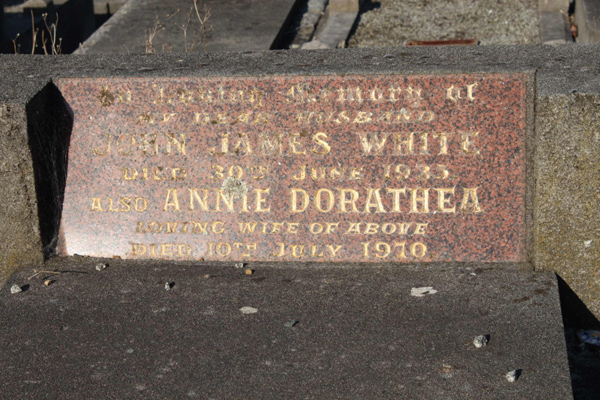 In Loving Memory of
MY DEAR HUSBAND
JOHN JAMES WHITE
DIED 30TH JUNE 1935
ALSO ANNIE DORATHEA
LOVING WIFE OF ABOVE
DIED 10TH JULY 1970